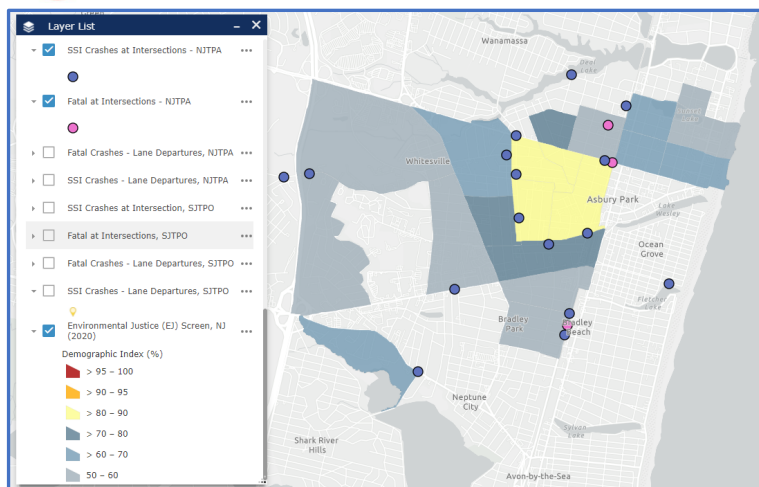 Layer List
SSI Crashes at Intersections - NJTPA
Fatal at Intersections - NJTPA
Fatal Crashes - Lane Departures, NJTPA
SSI Crashes - Lane Departures, NJTPA
SSI Crashes at Intersection, SJTPO
Fatal at Intersections, SJTPO
Fatal Crashes - Lane Departures, SJTPO
SSI Crashes - Lane Departures, SJTPO
Environmental Justice (EJ) Screen, NJ
(2020)
Demographic Index (%)
> 95 – 100
> 90 – 95
> 80 – 90
> 70 – 80
> 60 – 70
50 – 60
Wanamassa
Deal
Lake
Sunset
Lake
Whitesville
Asbury Park
Lake
Wesley
Ocean
Grove
Fletcher
Lake
Bradley
Park
Bradley
Beach
Neptune
City
Sylvan
Lake
Shark River
Hills
Avon-by-the-Sea